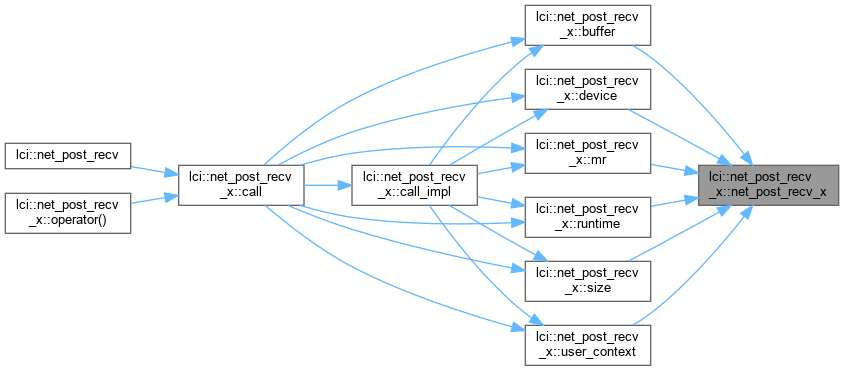 lci::net_post_recv
_x::buffer
lci::net_post_recv
_x::device
lci::net_post_recv
lci::net_post_recv
_x::mr
lci::net_post_recv
_x::call
lci::net_post_recv
_x::call_impl
lci::net_post_recv
_x::net_post_recv_x
lci::net_post_recv
_x::operator()
lci::net_post_recv
_x::runtime
lci::net_post_recv
_x::size
lci::net_post_recv
_x::user_context